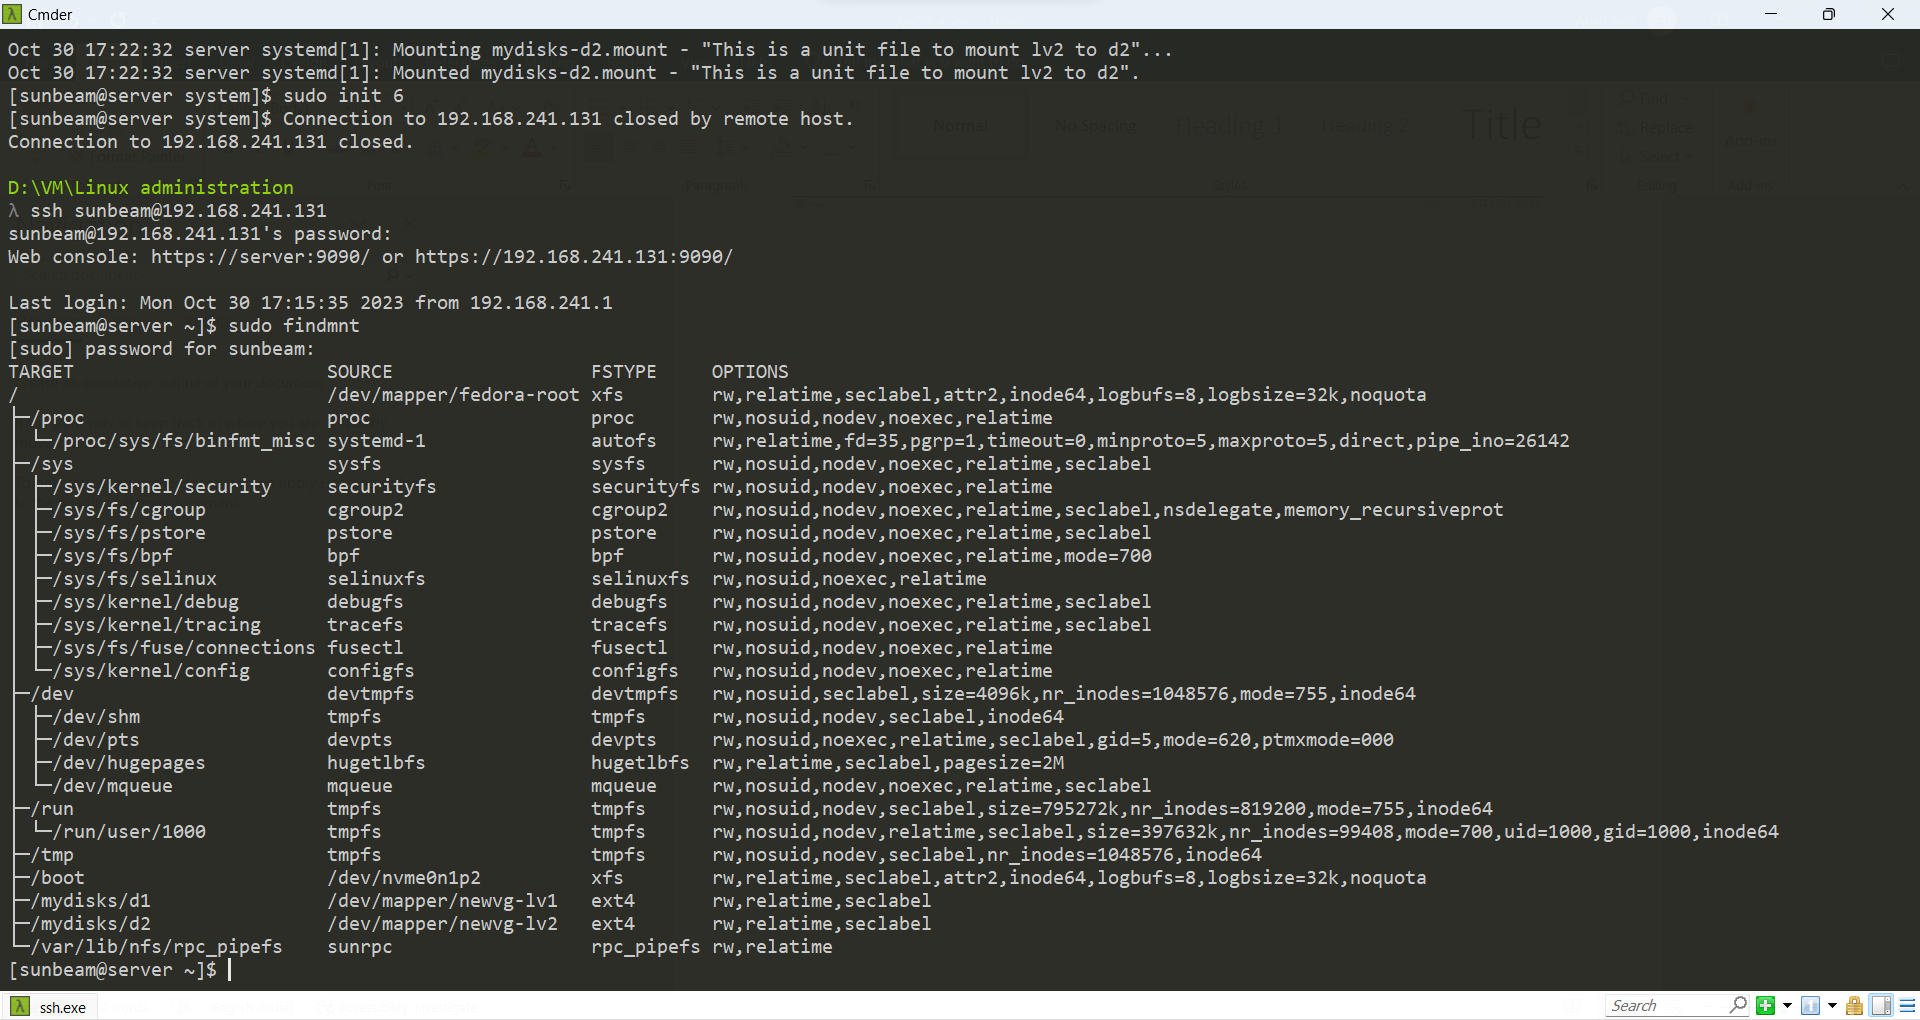 Cmder
Oct 30 17:22:32 server systemd[1]: Mounting mydisks-d2.mount - "This is a unit file to mount lv2 to d2"...
Oct 30 17:22:32 server systemd[1]: Mounted mydisks-d2.mount - "This is a unit file to mount lv2 to d2".
[sunbeam@server system]$ sudo init 6
[sunbeam@server system]$ Connection to 192.168.241.131 closed by remote host.
Connection to 192.168.241.131 closed.
D:\VM\Linux administration
λ ssh sunbeam@192.168.241.131
sunbeam@192.168.241.131's password:
Web console: https://server:9090/ or https://192.168.241.131:9090/
Last login: Mon Oct 30 17:15:35 2023 from 192.168.241.1
[sunbeam@server ~]$ sudo findmnt
[sudo] password for sunbeam:
TARGET SOURCE FSTYPE OPTIONS
/ /dev/mapper/fedora-root xfs rw,relatime,seclabel,attr2,inode64,logbufs=8,logbsize=32k,noquota
├─/proc proc proc rw,nosuid,nodev,noexec,relatime
│ └─/proc/sys/fs/binfmt_misc systemd-1 autofs rw,relatime,fd=35,pgrp=1,timeout=0,minproto=5,maxproto=5,direct,pipe_ino=26142
├─/sys sysfs sysfs rw,nosuid,nodev,noexec,relatime,seclabel
│ ├─/sys/kernel/security securityfs securityfs rw,nosuid,nodev,noexec,relatime
│ ├─/sys/fs/cgroup cgroup2 cgroup2 rw,nosuid,nodev,noexec,relatime,seclabel,nsdelegate,memory_recursiveprot
│ ├─/sys/fs/pstore pstore pstore rw,nosuid,nodev,noexec,relatime,seclabel
│ ├─/sys/fs/bpf bpf bpf rw,nosuid,nodev,noexec,relatime,mode=700
│ ├─/sys/fs/selinux selinuxfs selinuxfs rw,nosuid,noexec,relatime
│ ├─/sys/kernel/debug debugfs debugfs rw,nosuid,nodev,noexec,relatime,seclabel
│ ├─/sys/kernel/tracing tracefs tracefs rw,nosuid,nodev,noexec,relatime,seclabel
│ ├─/sys/fs/fuse/connections fusectl fusectl rw,nosuid,nodev,noexec,relatime
│ └─/sys/kernel/config configfs configfs rw,nosuid,nodev,noexec,relatime
├─/dev devtmpfs devtmpfs rw,nosuid,seclabel,size=4096k,nr_inodes=1048576,mode=755,inode64
│ ├─/dev/shm tmpfs tmpfs rw,nosuid,nodev,seclabel,inode64
│ ├─/dev/pts devpts devpts rw,nosuid,noexec,relatime,seclabel,gid=5,mode=620,ptmxmode=000
│ ├─/dev/hugepages hugetlbfs hugetlbfs rw,relatime,seclabel,pagesize=2M
│ └─/dev/mqueue mqueue mqueue rw,nosuid,nodev,noexec,relatime,seclabel
├─/run tmpfs tmpfs rw,nosuid,nodev,seclabel,size=795272k,nr_inodes=819200,mode=755,inode64
│ └─/run/user/1000 tmpfs tmpfs rw,nosuid,nodev,relatime,seclabel,size=397632k,nr_inodes=99408,mode=700,uid=1000,gid=1000,inode64
├─/tmp tmpfs tmpfs rw,nosuid,nodev,seclabel,nr_inodes=1048576,inode64
├─/boot /dev/nvme0n1p2 xfs rw,relatime,seclabel,attr2,inode64,logbufs=8,logbsize=32k,noquota
├─/mydisks/d1 /dev/mapper/newvg-lv1 ext4 rw,relatime,seclabel
├─/mydisks/d2 /dev/mapper/newvg-lv2 ext4 rw,relatime,seclabel
└─/var/lib/nfs/rpc_pipefs sunrpc rpc_pipefs rw,relatime
[sunbeam@server ~]$
ssh.exe Search